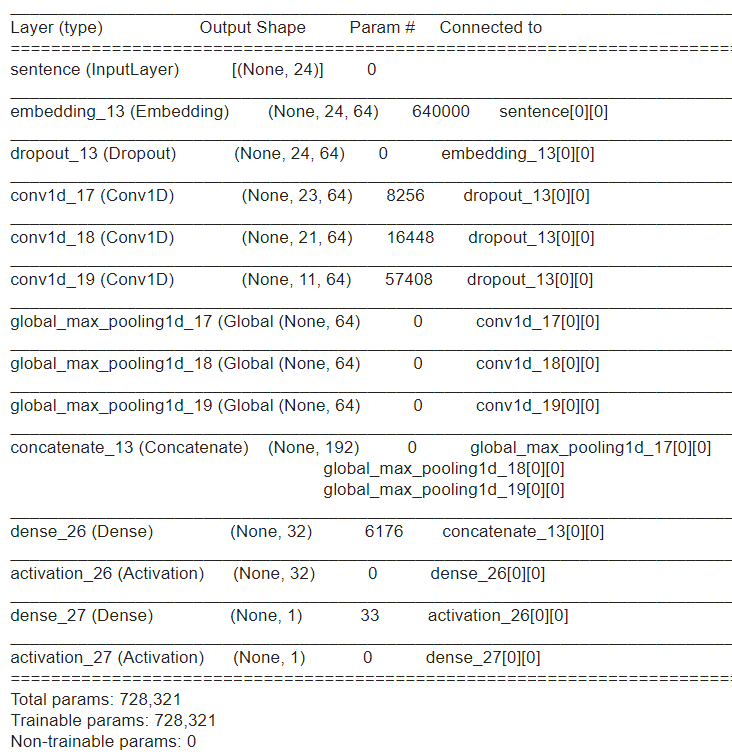 Layer (type) Output Shape Param # Connected to
==================================================================================================
sentence (InputLayer) [(None, 24)] 0
__________________________________________________________________________________________________
embedding_13 (Embedding) (None, 24, 64) 640000 sentence[0][0]
__________________________________________________________________________________________________
dropout_13 (Dropout) (None, 24, 64) 0 embedding_13[0][0]
__________________________________________________________________________________________________
conv1d_17 (Conv1D) (None, 23, 64) 8256 dropout_13[0][0]
__________________________________________________________________________________________________
conv1d_18 (Conv1D) (None, 21, 64) 16448 dropout_13[0][0]
__________________________________________________________________________________________________
conv1d_19 (Conv1D) (None, 11, 64) 57408 dropout_13[0][0]
__________________________________________________________________________________________________
global_max_pooling1d_17 (Global (None, 64) 0 conv1d_17[0][0]
__________________________________________________________________________________________________
global_max_pooling1d_18 (Global (None, 64) 0 conv1d_18[0][0]
__________________________________________________________________________________________________
global_max_pooling1d_19 (Global (None, 64) 0 conv1d_19[0][0]
__________________________________________________________________________________________________
concatenate_13 (Concatenate) (None, 192) 0 global_max_pooling1d_17[0][0]
global_max_pooling1d_18[0][0]
global_max_pooling1d_19[0][0]
__________________________________________________________________________________________________
dense_26 (Dense) (None, 32) 6176 concatenate_13[0][0]
__________________________________________________________________________________________________
activation_26 (Activation) (None, 32) 0 dense_26[0][0]
__________________________________________________________________________________________________
dense_27 (Dense) (None, 1) 33 activation_26[0][0]
__________________________________________________________________________________________________
activation_27 (Activation) (None, 1) 0 dense_27[0][0]
==================================================================================================
Total params: 728,321
Trainable params: 728,321
Non-trainable params: 0